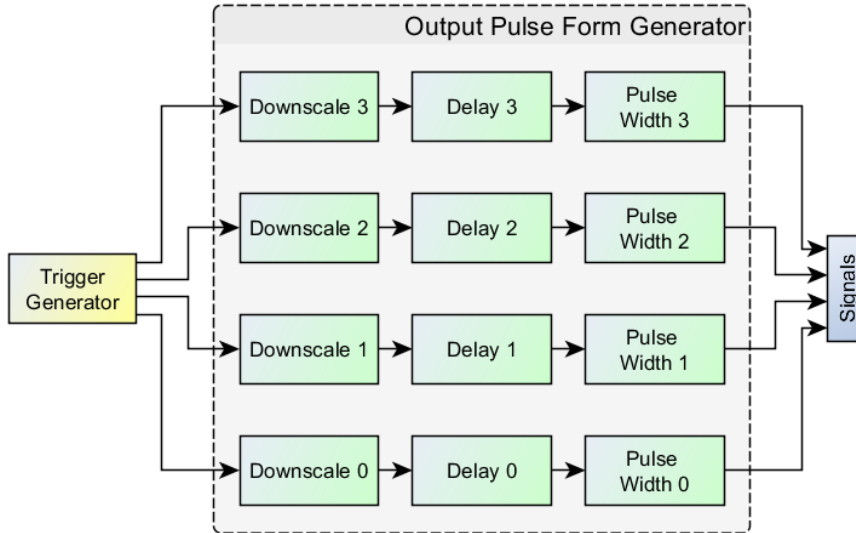 Output Pulse Form Generator
Downscale 3
Delay 3
Pulse
Width 3
Downscale 2
Delay 2
Pulse
Width 2
Trigger
Generator
Signals
Downscale 1
Delay 1
Pulse
Width 1
Downscale 0
Delay 0
Pulse
Width 0